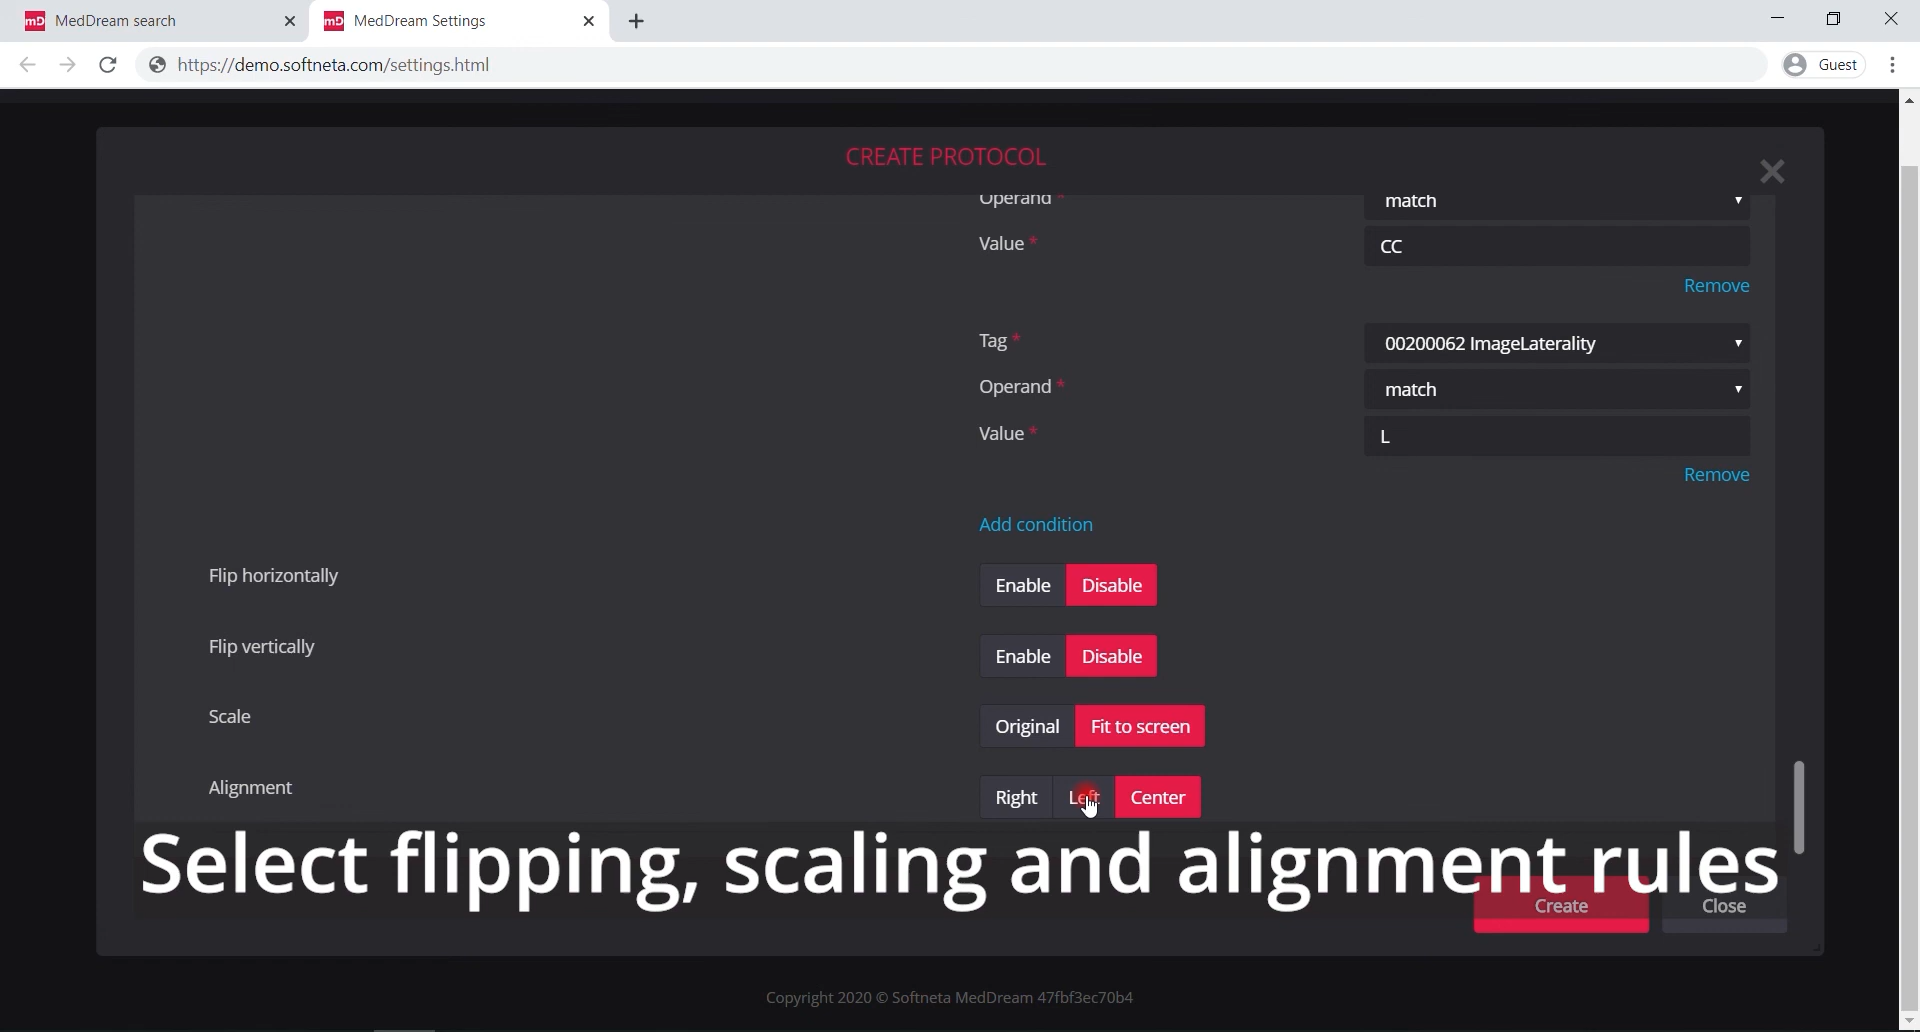 MedDream search
MedDream Settings
https://demo.softneta.com/settings.html
Guest
CREATE PROTOCOL
Operand * match
Value * CC
Remove
Tag * 00200062 ImageLaterality
Operand * match
Value * L
Remove
Add condition
Flip horizontally Enable Disable
Flip vertically Enable Disable
Scale Original Fit to screen
Alignment Right Left Center
Select flipping, scaling and alignment rules
Create Close
Copyright 2020 © Softneta MedDream 47fbf3ec70b4